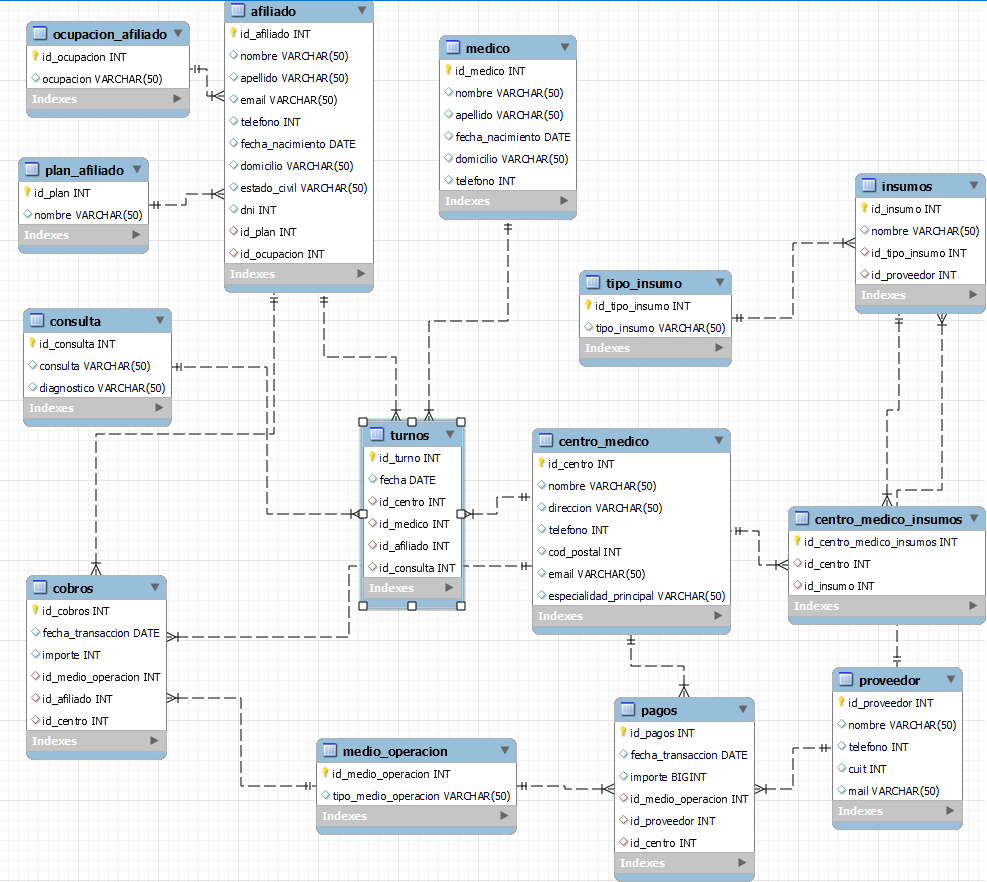 ocupacion_afiliado
id_ocupacion INT
ocupacion VARCHAR(50)
Indexes
afiliado
id_afiliado INT
nombre VARCHAR(50)
apellido VARCHAR(50)
email VARCHAR(50)
telefono INT
fecha_nacimiento DATE
domicilio VARCHAR(50)
estado_civil VARCHAR(50)
dni INT
id_plan INT
id_ocupacion INT
Indexes
medico
id_medico INT
nombre VARCHAR(50)
apellido VARCHAR(50)
fecha_nacimiento DATE
domicilio VARCHAR(50)
telefono INT
Indexes
plan_afiliado
id_plan INT
nombre VARCHAR(50)
Indexes
insumos
id_insumo INT
nombre VARCHAR(50)
id_tipo_insumo INT
id_proveedor INT
Indexes
tipo_insumo
id_tipo_insumo INT
tipo_insumo VARCHAR(50)
Indexes
consulta
id_consulta INT
consulta VARCHAR(50)
diagnostico VARCHAR(50)
Indexes
turnos
id_turno INT
fecha DATE
id_centro INT
id_medico INT
id_afiliado INT
id_consulta INT
Indexes
centro_medico
id_centro INT
nombre VARCHAR(50)
direccion VARCHAR(50)
telefono INT
cod_postal INT
email VARCHAR(50)
especialidad_principal VARCHAR(50)
Indexes
centro_medico_insumos
id_centro_medico_insumos INT
id_centro INT
id_insumo INT
Indexes
cobros
id_cobros INT
fecha_transaccion DATE
importe INT
id_medio_operacion INT
id_afiliado INT
id_centro INT
Indexes
medio_operacion
id_medio_operacion INT
tipo_medio_operacion VARCHAR(50)
Indexes
pagos
id_pagos INT
fecha_transaccion DATE
importe BIGINT
id_medio_operacion INT
id_proveedor INT
id_centro INT
Indexes
proveedor
id_proveedor INT
nombre VARCHAR(50)
telefono INT
cuit INT
mail VARCHAR(50)
Indexes